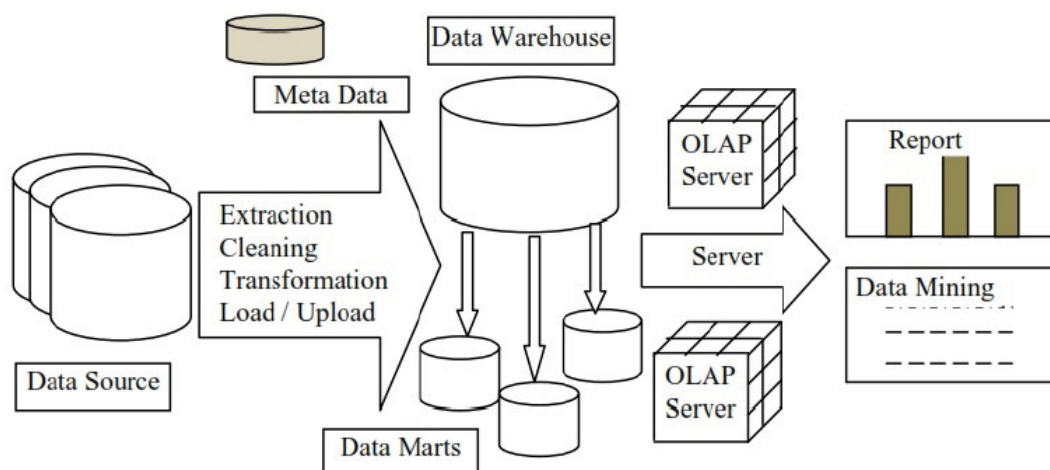 Data Warehouse
Meta Data
OLAP
Server
Report
Extraction
Cleaning
Transformation
Load / Upload
Server
Data Mining
Data Source
OLAP
Server
Data Marts